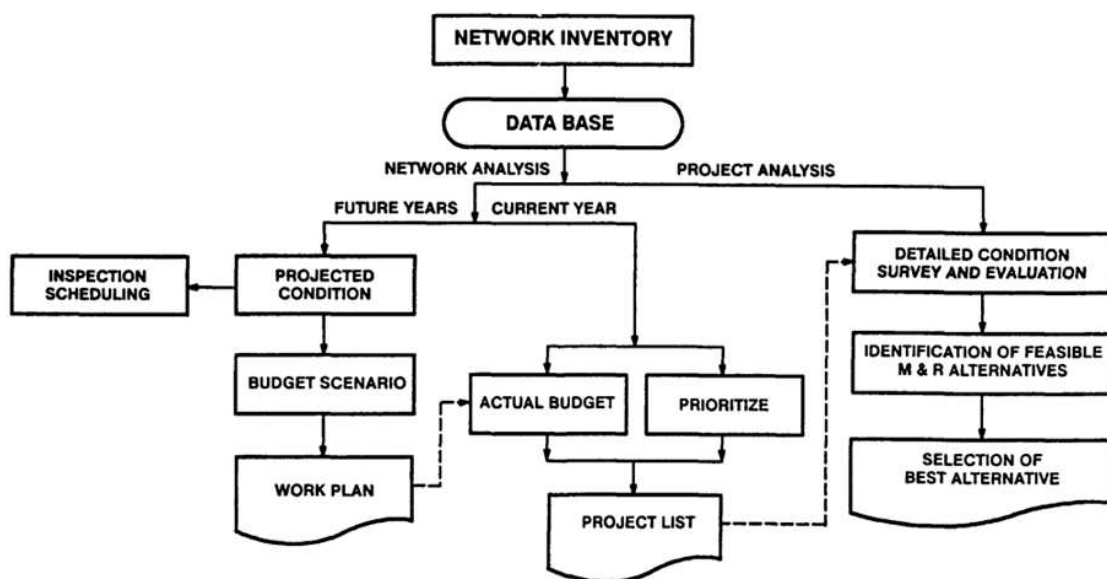 NETWORK INVENTORY
DATA BASE
NETWORK ANALYSIS
PROJECT ANALYSIS
FUTURE YEARS
CURRENT YEAR
INSPECTION
SCHEDULING
PROJECTED
CONDITION
DETAILED CONDITION
SURVEY AND EVALUATION
BUDGET SCENARIO
ACTUAL BUDGET
PRIORITIZE
IDENTIFICATION OF FEASIBLE
M & R ALTERNATIVES
WORK PLAN
PROJECT LIST
SELECTION OF
BEST ALTERNATIVE